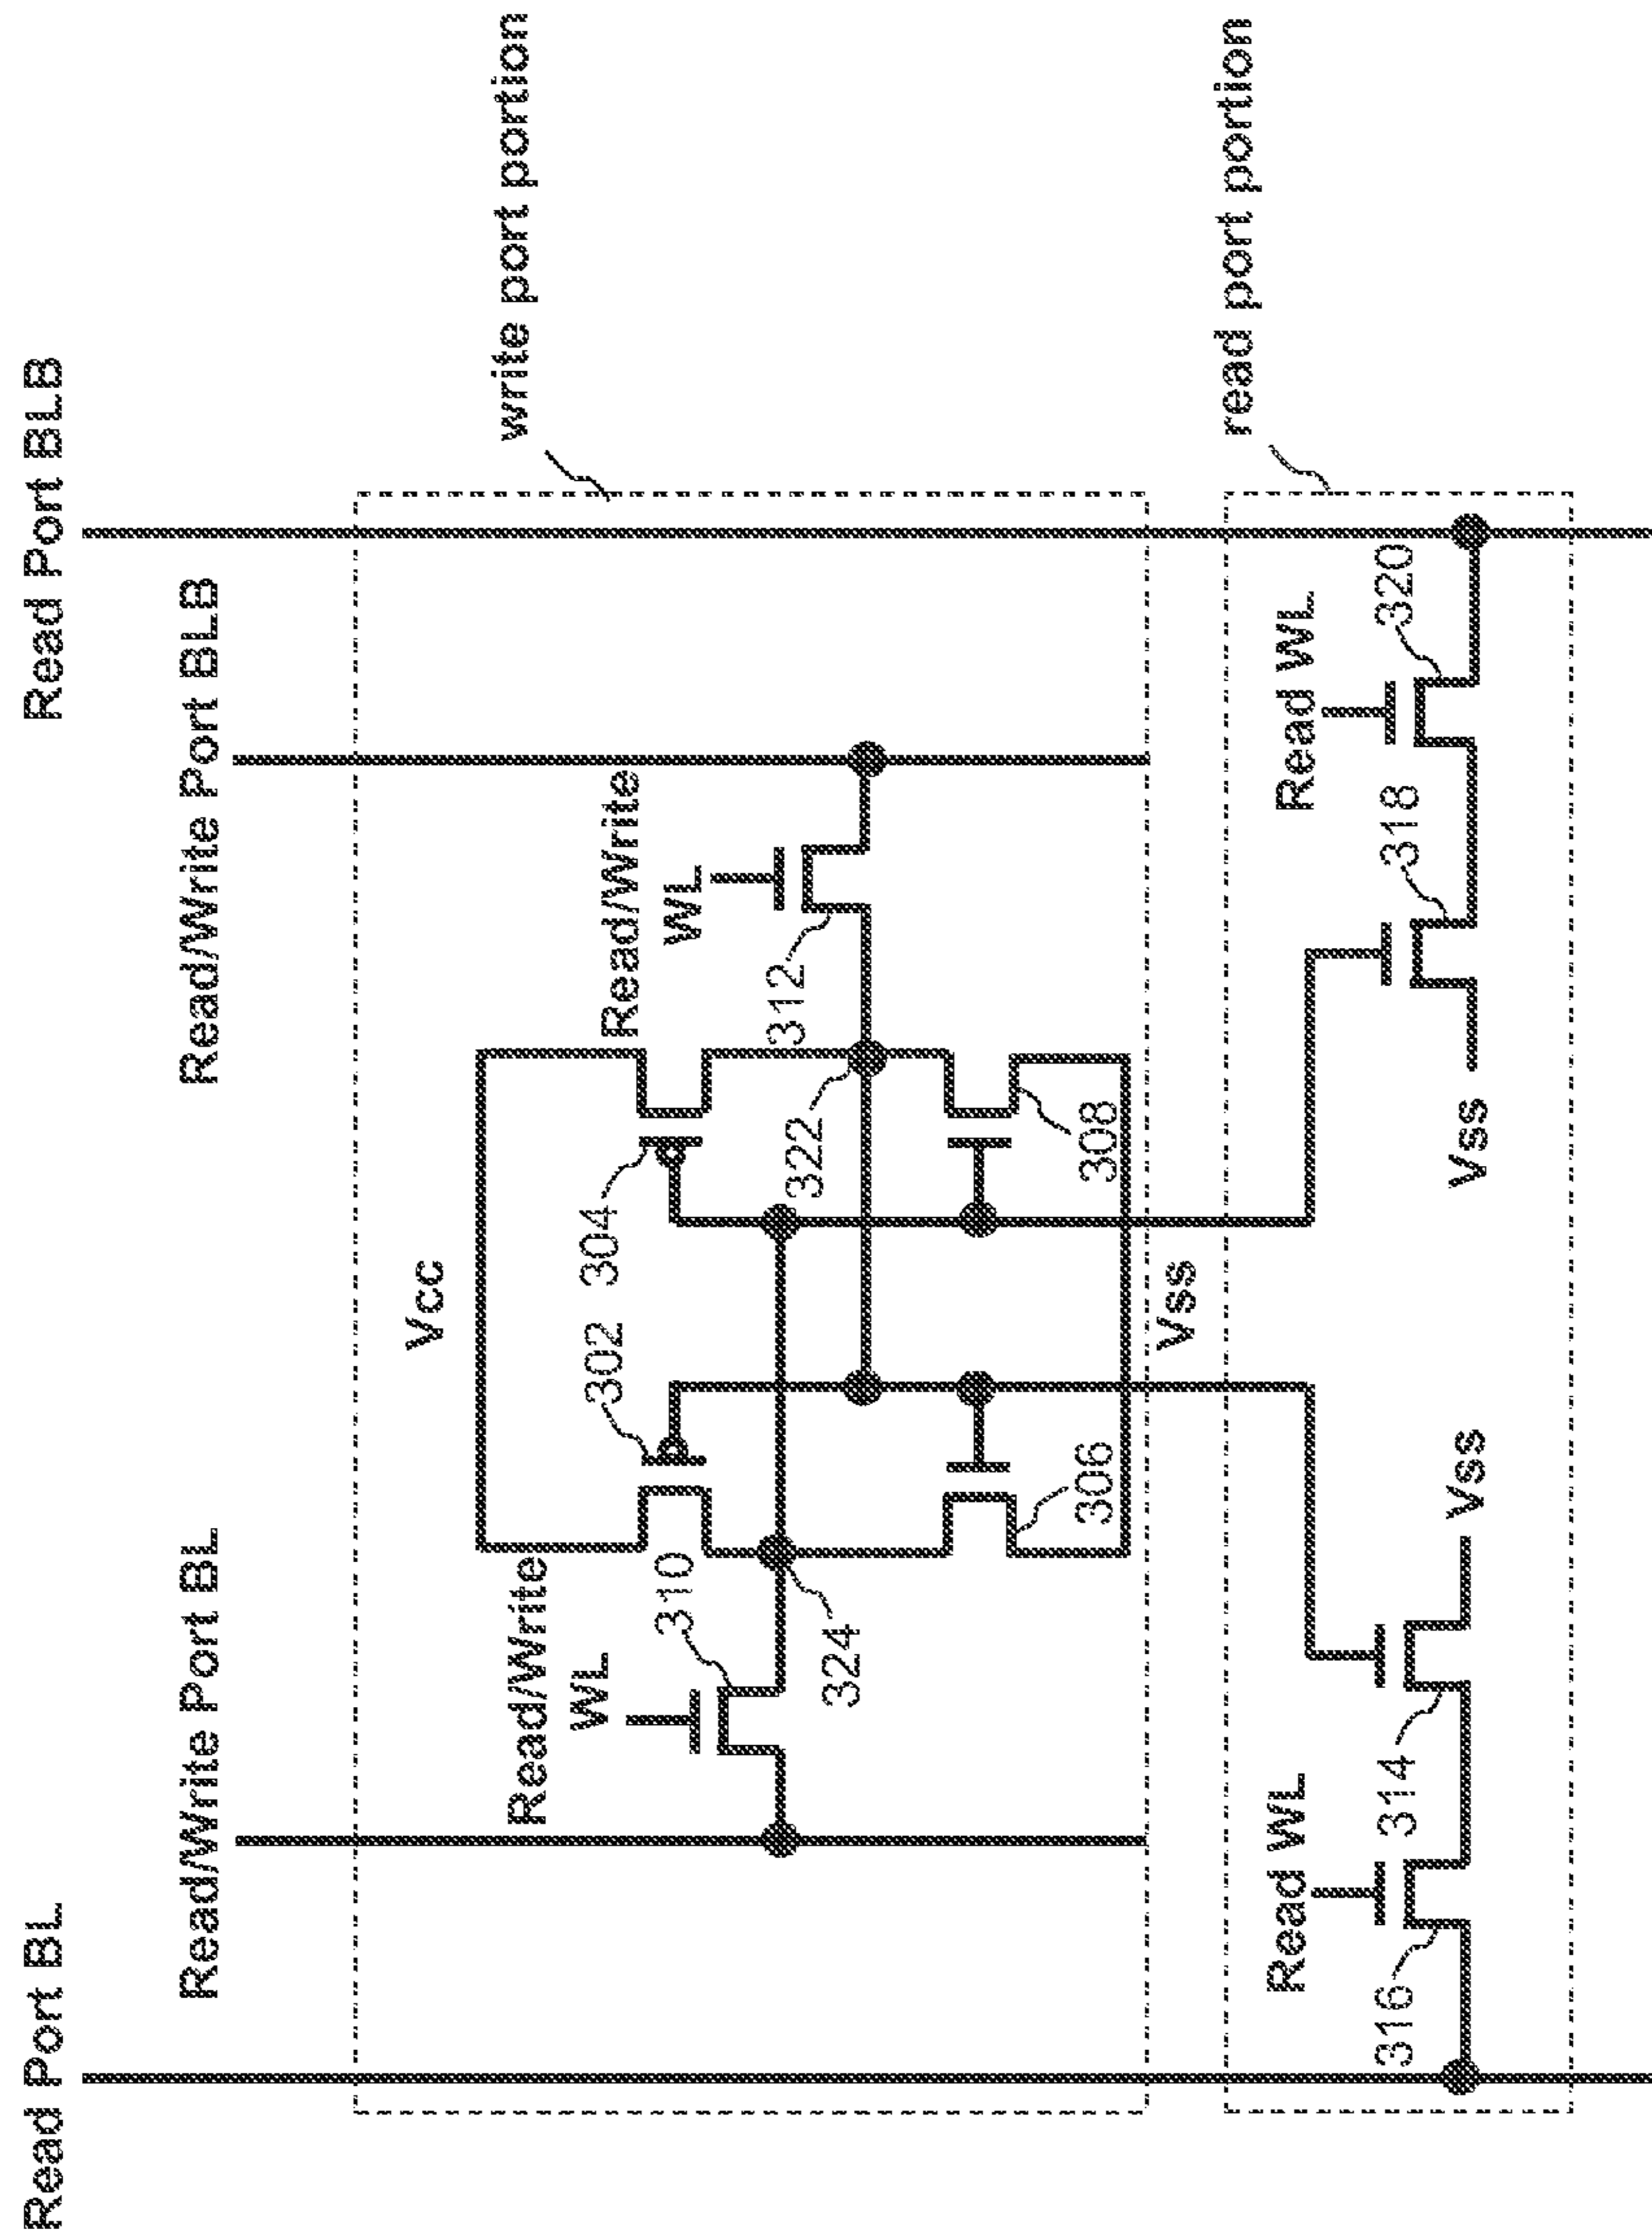 Read Port BL
Read Port BLB
Read/Write Port BL
Read/Write Port BLB
write port portion
Vcc
Read/Write
WL
Read/Write
WL
302
304
310
312
322
324
306
308
Vss
read port portion
Read WL
Read WL
316
314
318
320
Vss
Vss